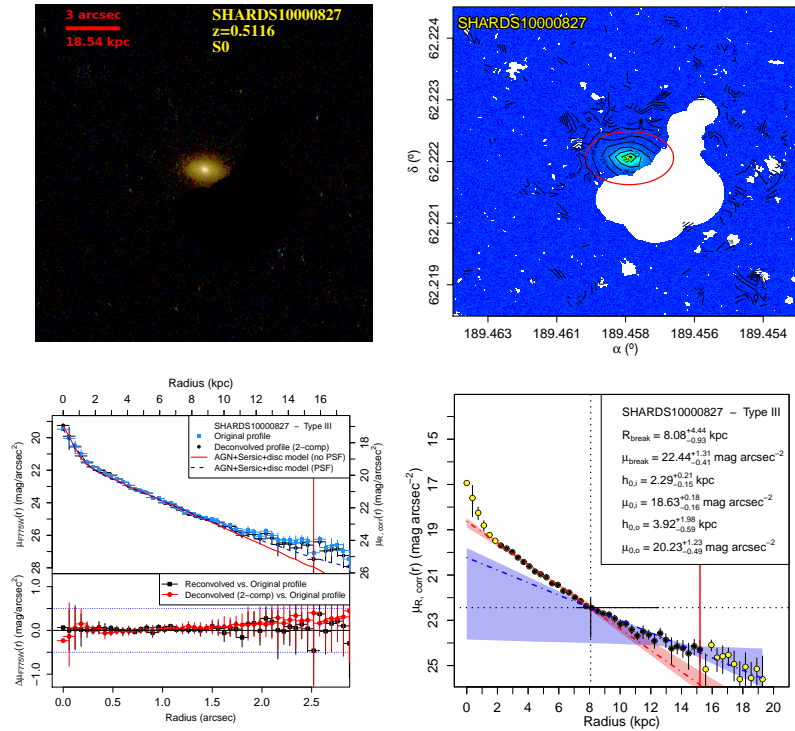 3 arcsec
18.54 kpc
SHARDS10000827
z=0.5116
S0
SHARDS10000827
62.224
62.222
62.221
62.219
δ (º)
189.463 189.461 189.458 189.456 189.454
α (º)
Radius (kpc)
0 2 4 6 8 10 12 14 16
SHARDS10000827 − Type III
Original profile
Deconvolved profile (2−comp)
AGN+Sersic+disc model (no PSF)
AGN+Sersic+disc model (PSF)
20
22
24
26
28
μF775W(r) (mag/arcsec²)
18
20
22
24
26
μR, corr(r) (mag/arcsec²)
Reconvolved vs. Original profile
Deconvolved (2−comp) vs. Original profile
0.5
0.0
−1.0
ΔμF775W(r) (mag/arcsec²)
0.0 0.5 1.0 1.5 2.0 2.5
Radius (arcsec)
SHARDS10000827 − Type III
Rbreak = 8.08 +4.44 −0.93 kpc
μbreak = 22.44 +1.31 −0.41 mag arcsec−2
h0,i = 2.29 +0.21 −0.15 kpc
μ0,i = 18.63 +0.18 −0.16 mag arcsec−2
h0,o = 3.92 +1.98 −0.59 kpc
μ0,o = 20.23 +1.23 −0.49 mag arcsec−2
13
15
17
19
21
23
25
μR, corr(r) (mag arcsec−2)
0 2 4 6 8 10 12 14 16 18 20
Radius (kpc)